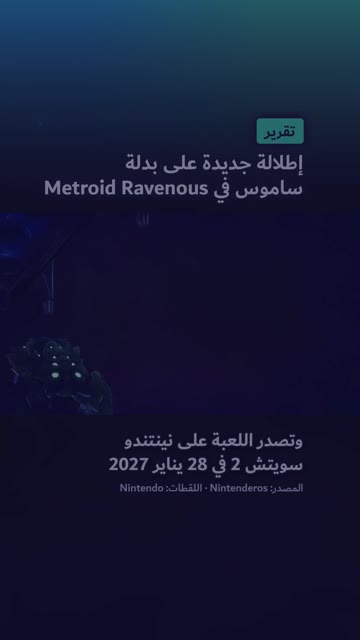 تقرير
إطلالة جديدة على بدلة
ساموس في Metroid Ravenous
وتصدر اللعبة على نينتندو
سويتش 2 في 28 يناير 2027
المصدر: Nintenderos · اللقطات: Nintendo